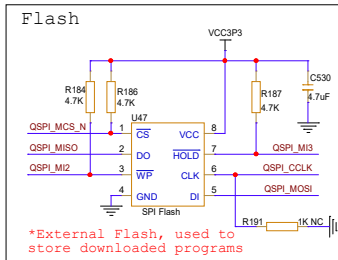 Flash
VCC3P3
R184
4.7K
R186
4.7K
R187
4.7K
C530
4.7uF
U47
QSPI_MCS_N
1
CS
VCC
8
QSPI_MISO
2
DO
HOLD
7
QSPI_MI3
QSPI_MI2
3
WP
CLK
6
QSPI_CCLK
4
GND
DI
5
QSPI_MOSI
SPI Flash
R191
1K NC
*External Flash, used to
store downloaded programs